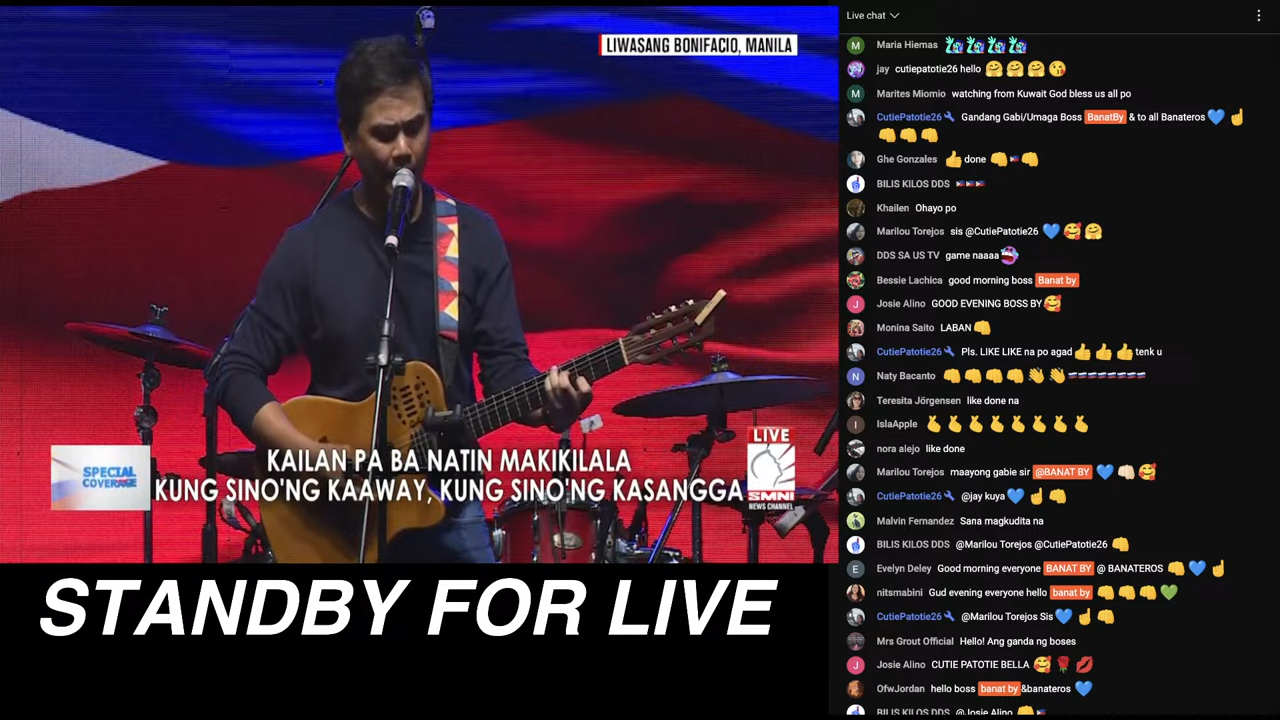 LIWASANG BONIFACIO, MANILA
SPECIAL
COVERAGE
KAILAN PA BA NATIN MAKIKILALA
KUNG SINO'NG KAAWAY, KUNG SINO'NG KASANGGA
LIVE
SMNI
NEWS CHANNEL
STANDBY FOR LIVE
Live chat
M Maria Hiemas
jay cutiepatotie26 hello 🤗🤗🤗😘
M Marites Miomio watching from Kuwait God bless us all po
CutiePatotie26 Gandang Gabi/Umaga Boss BanatBy & to all Banateros 💙☝
👊👊👊
Ghe Gonzales 👍 done 👊🇵🇭👊
BILIS KILOS DDS 🇵🇭🇵🇭🇵🇭
Khailen Ohayo po
Marilou Torejos sis @CutiePatotie26 💙🥰🤗
DDS SA US TV game naaaa
Bessie Lachica good morning boss Banat by
J Josie Alino GOOD EVENING BOSS BY🥰
Monina Saito LABAN👊
CutiePatotie26 Pls. LIKE LIKE na po agad👍👍👍tenk u
N Naty Bacanto 👊👊👊👊👋👋
Teresita Jörgensen like done na
I IslaApple
nora alejo like done
Marilou Torejos maayong gabie sir @BANAT BY 💙👊🏻🥰
CutiePatotie26 @jay kuya💙☝👊
Malvin Fernandez Sana magkudita na
BILIS KILOS DDS @Marilou Torejos @CutiePatotie26 👊
E Evelyn Deley Good morning everyone BANAT BY @ BANATEROS 👊💙☝
nitsmabini Gud evening everyone hello banat by 👊👊👊💚
CutiePatotie26 @Marilou Torejos Sis💙☝👊
Mrs Grout Official Hello! Ang ganda ng boses
J Josie Alino CUTIE PATOTIE BELLA 🥰🌹💋
OfwJordan hello boss banat by &banateros 💙
BILIS KILOS DDS @Josie Alino 👊🇵🇭